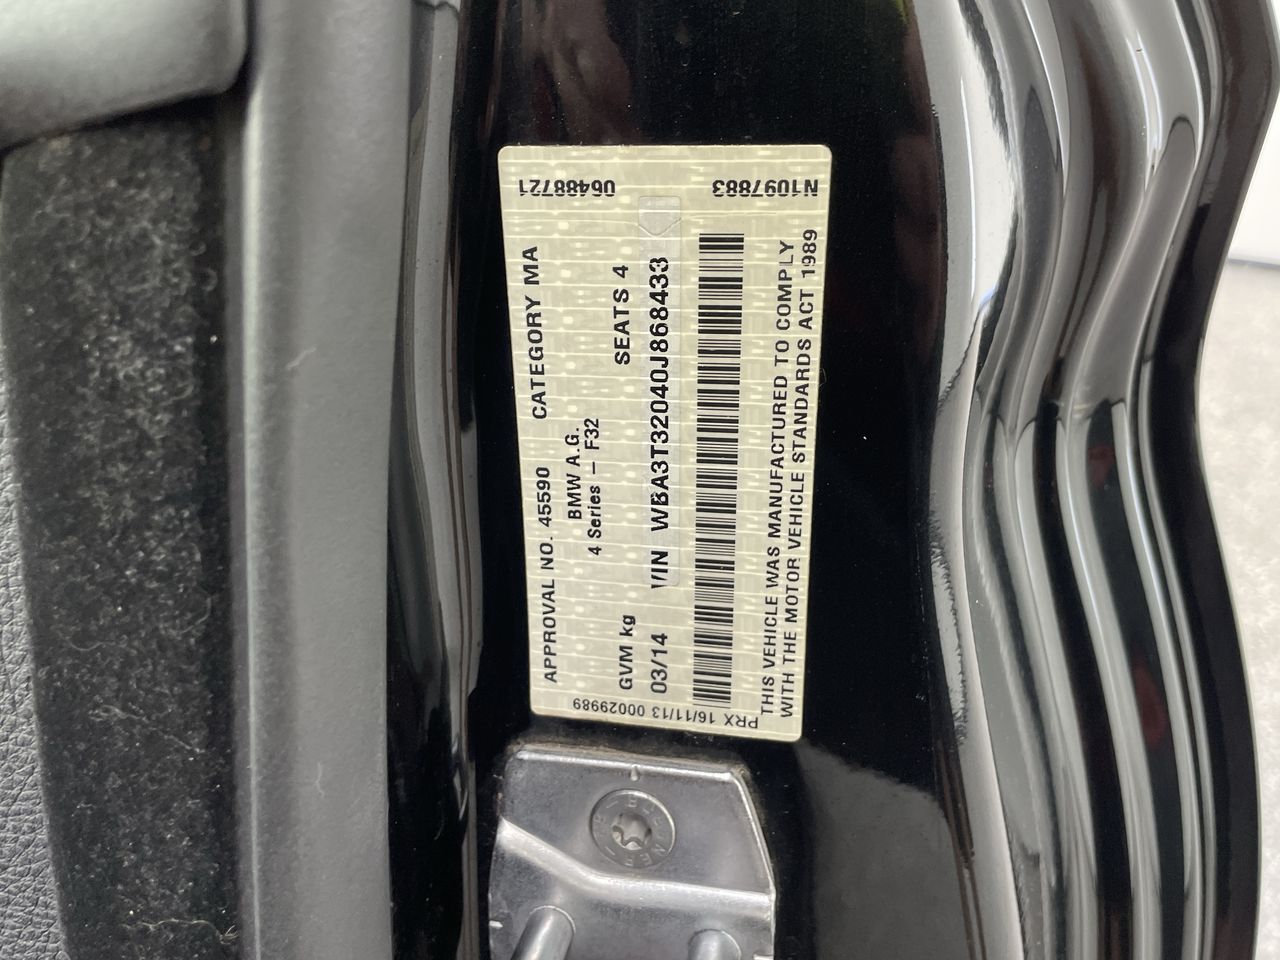 06488721
N1097883
APPROVAL NO. 45590 CATEGORY MA
BMW A.G.
4 Series – F32
GVM kg SEATS 4
03/14 VIN WBA3T32040J868433
THIS VEHICLE WAS MANUFACTURED TO COMPLY
WITH THE MOTOR VEHICLE STANDARDS ACT 1989
PRX 16/11/13 00029989